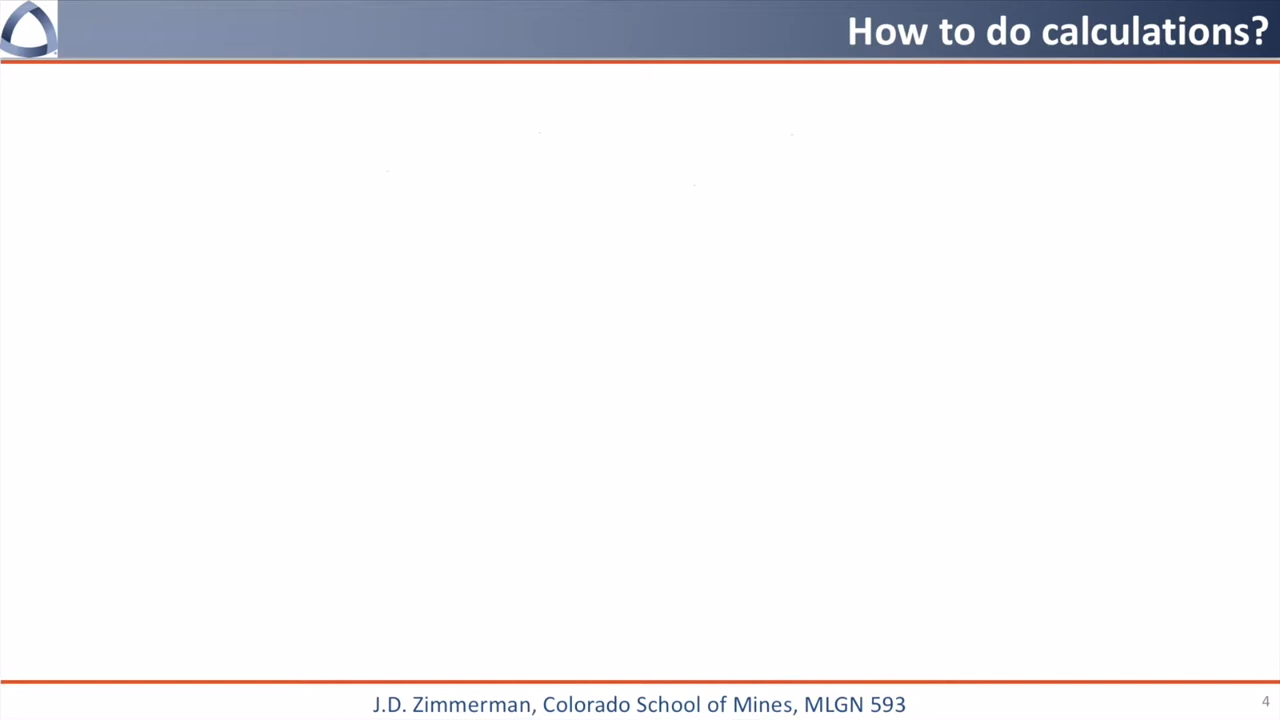 How to do calculations?
J.D. Zimmerman, Colorado School of Mines, MLGN 593
4